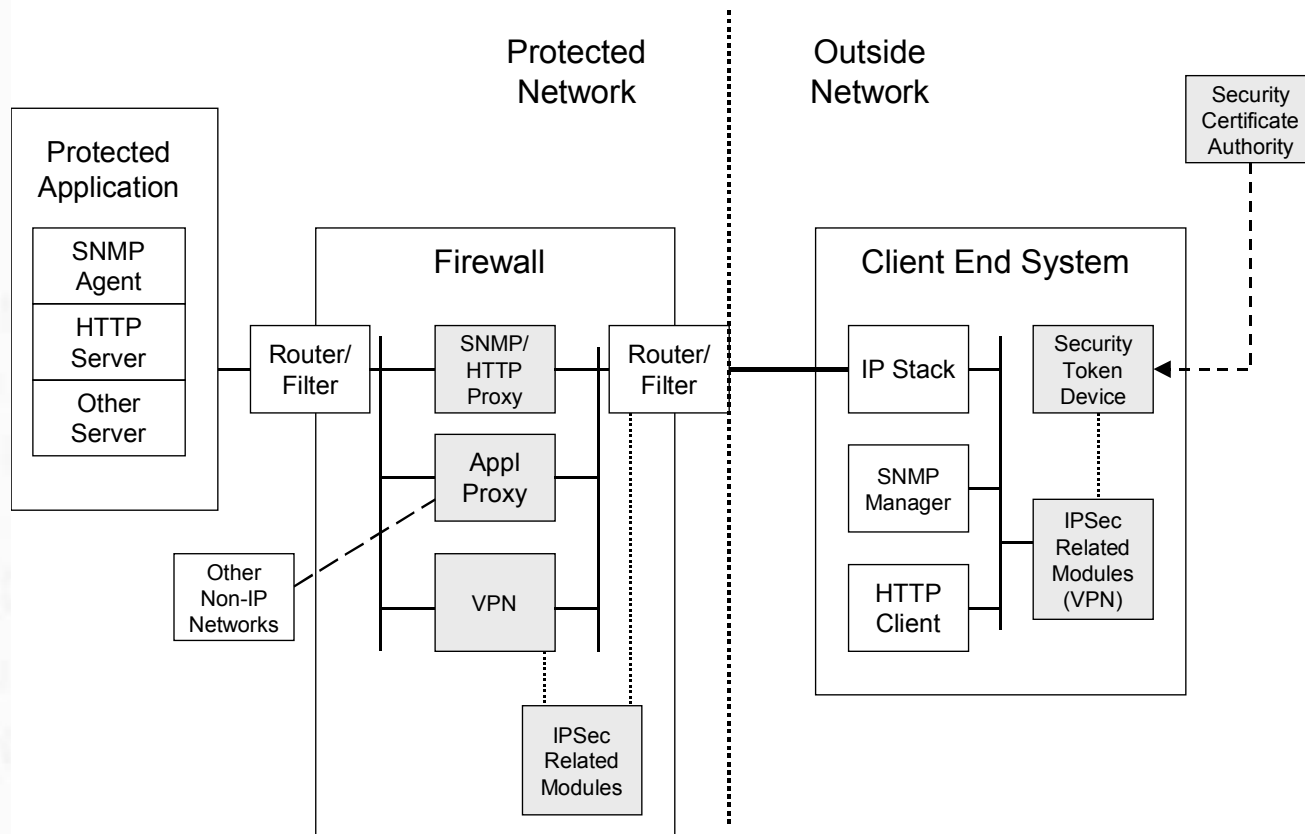 Protected
Network
Outside
Network
Security
Certificate
Authority
Protected
Application
SNMP
Agent
HTTP
Server
Other
Server
Firewall
Router/
Filter
SNMP/
HTTP
Proxy
Router/
Filter
Appl
Proxy
VPN
Other
Non-IP
Networks
IPSec
Related
Modules
Client End System
IP Stack
Security
Token
Device
SNMP
Manager
IPSec
Related
Modules
(VPN)
HTTP
Client